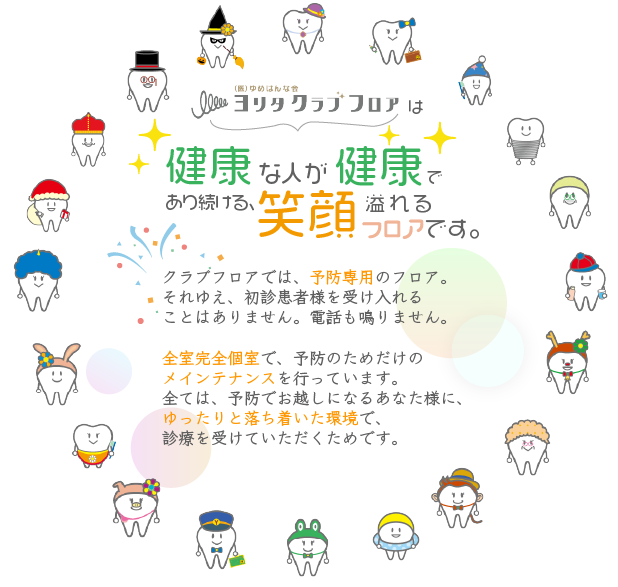 (医)ゆめはんな会
ヨリタ クラブフロア は
健康な人が健康で
あり続ける、笑顔溢れる
フロアです。
クラブフロアでは、予防専用のフロア。
それゆえ、初診患者様を受け入れる
ことはありません。電話も鳴りません。
全室完全個室で、予防のためだけの
メインテナンスを行っています。
全ては、予防でお越しになるあなた様に、
ゆったりと落ち着いた環境で、
診療を受けていただくためです。